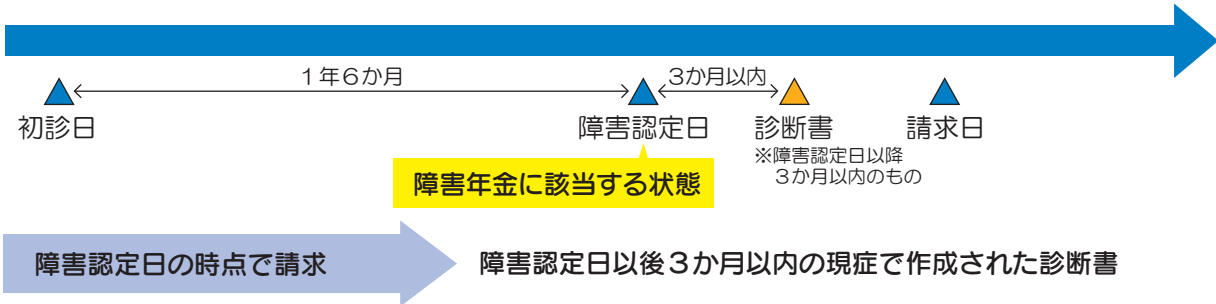 １年６か月
３か月以内
初診日
障害認定日
診断書
請求日
※障害認定日以降
３か月以内のもの
障害年金に該当する状態
障害認定日の時点で請求
障害認定日以後３か月以内の現症で作成された診断書